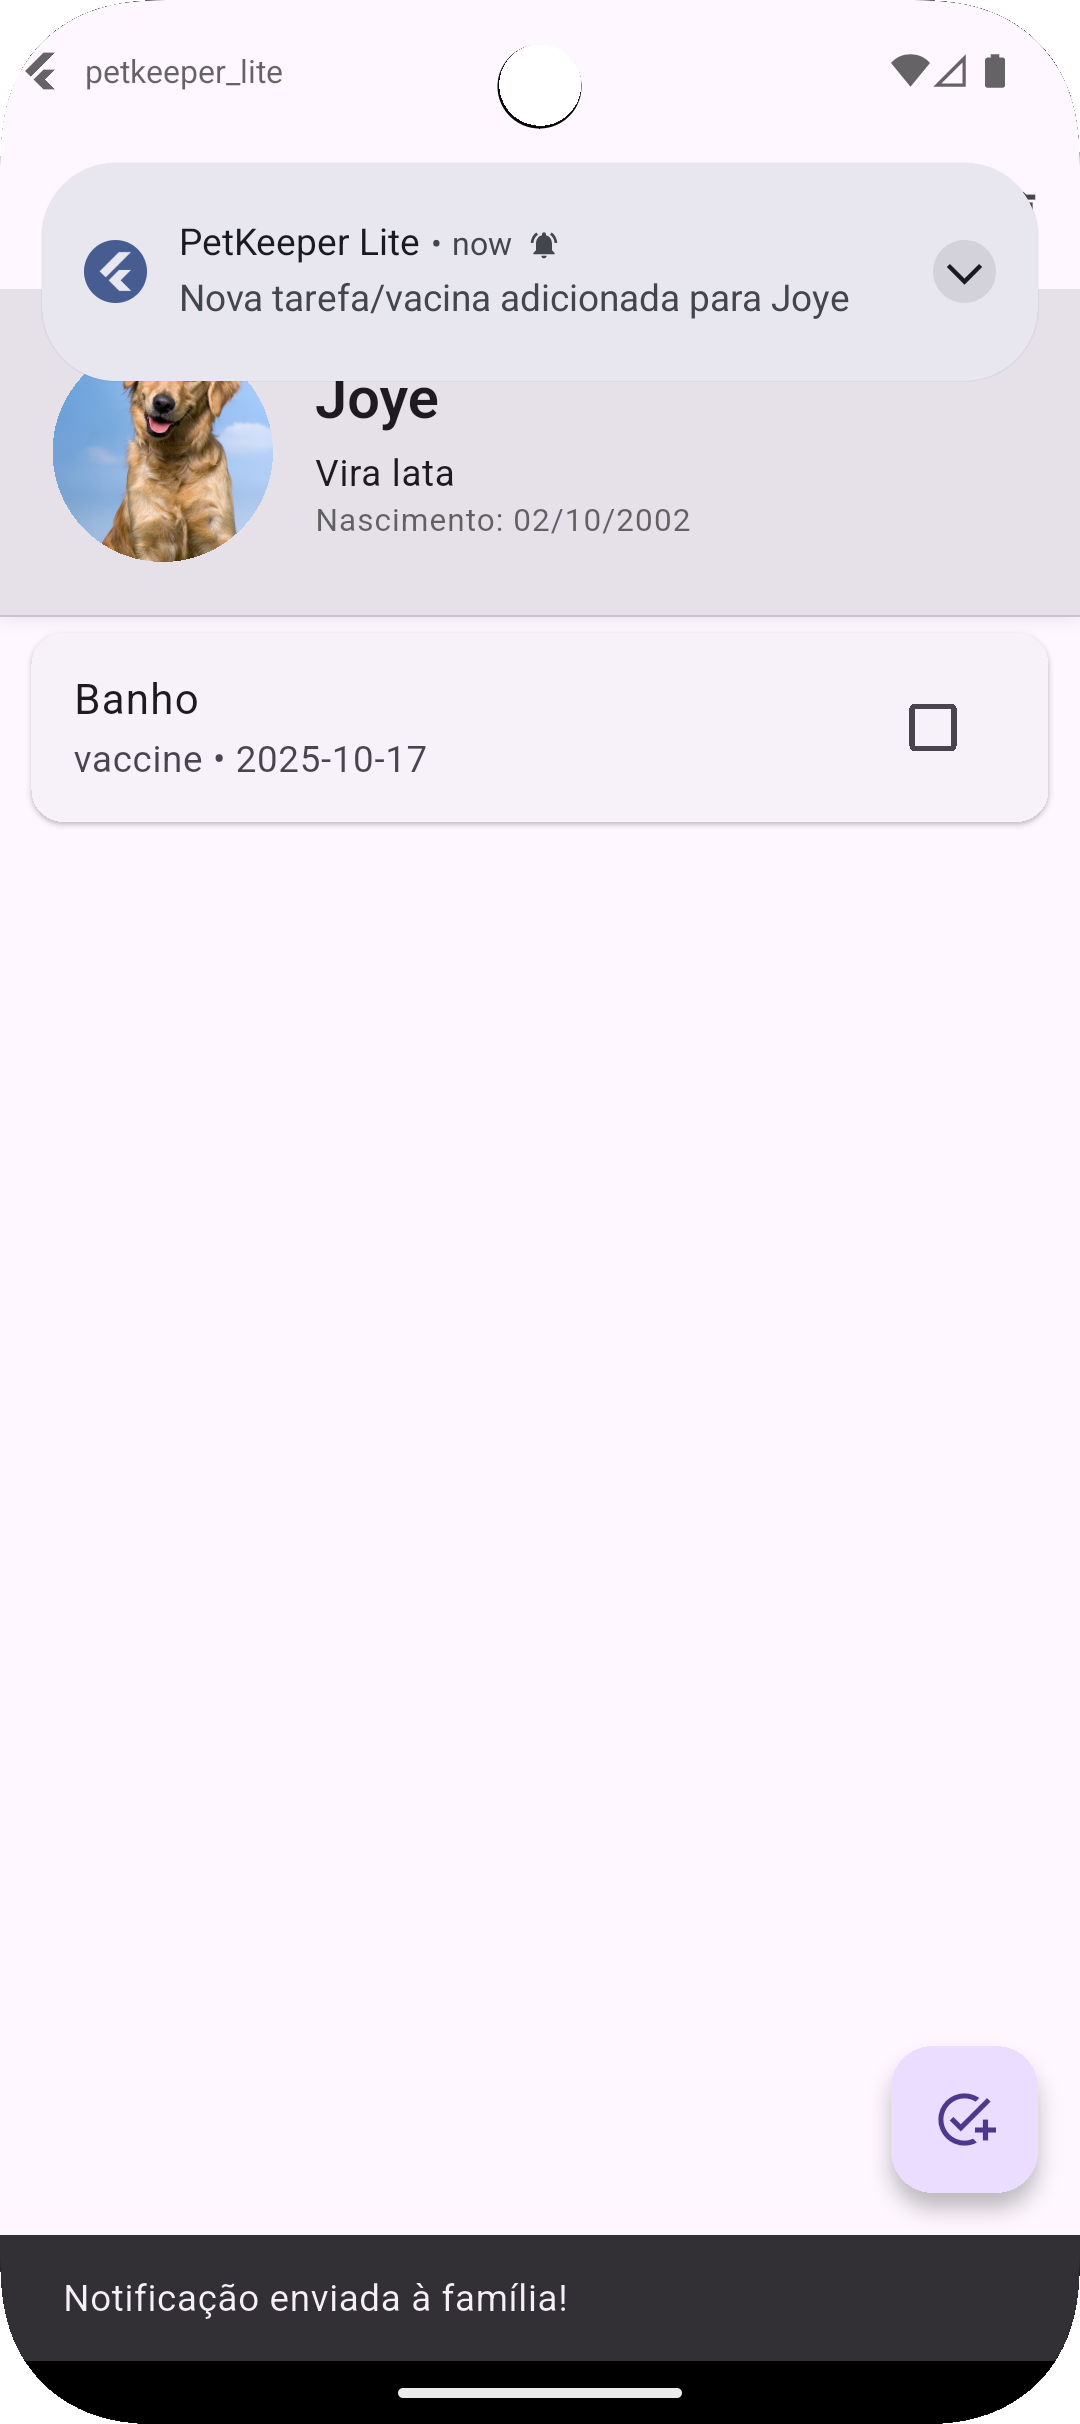 petkeeper_lite
PetKeeper Lite • now
Nova tarefa/vacina adicionada para Joye
Joye
Vira lata
Nascimento: 02/10/2002
Banho
vaccine • 2025-10-17
Notificação enviada à família!